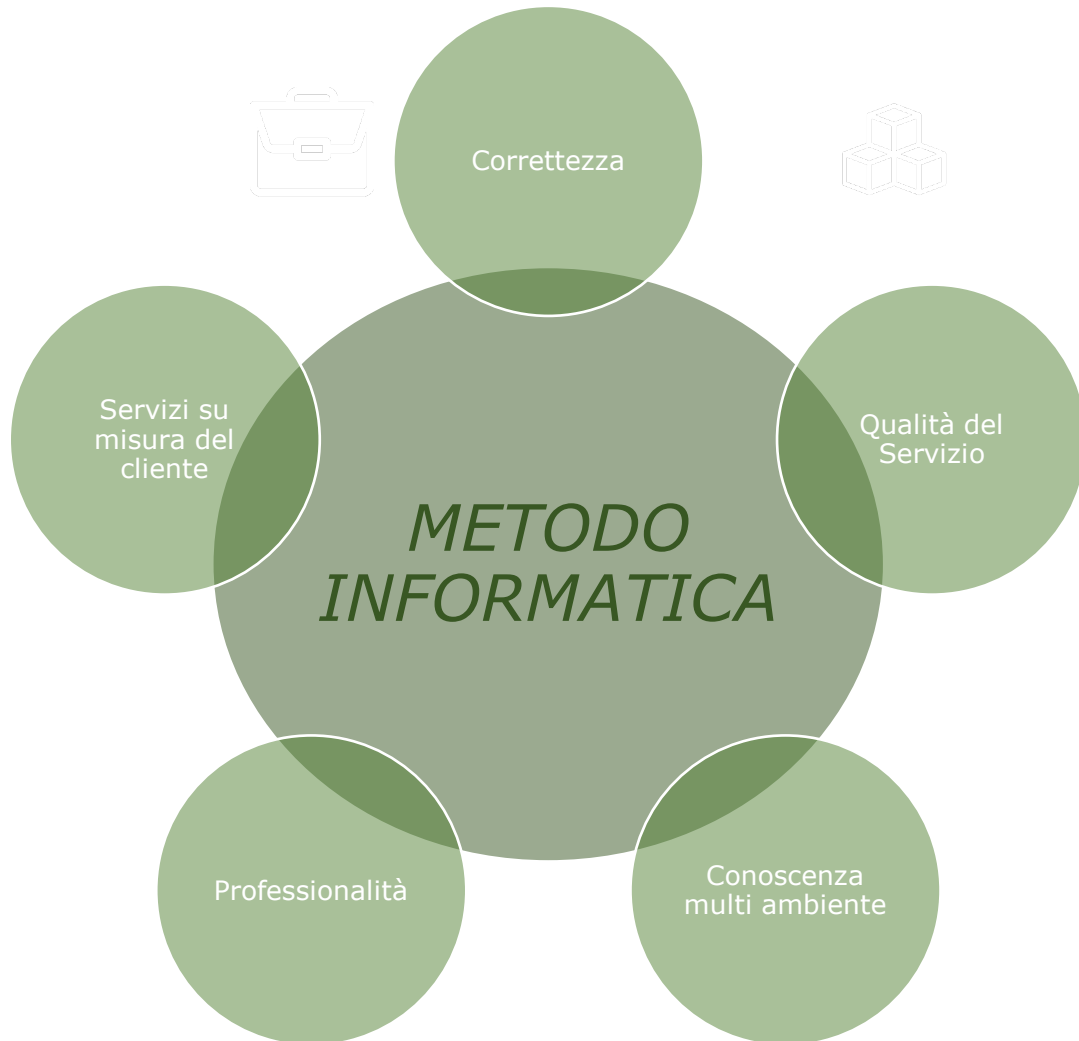 Correttezza
Qualità del
Servizio
Conoscenza
multi ambiente
Professionalità
Servizi su
misura del
cliente
METODO
INFORMATICA